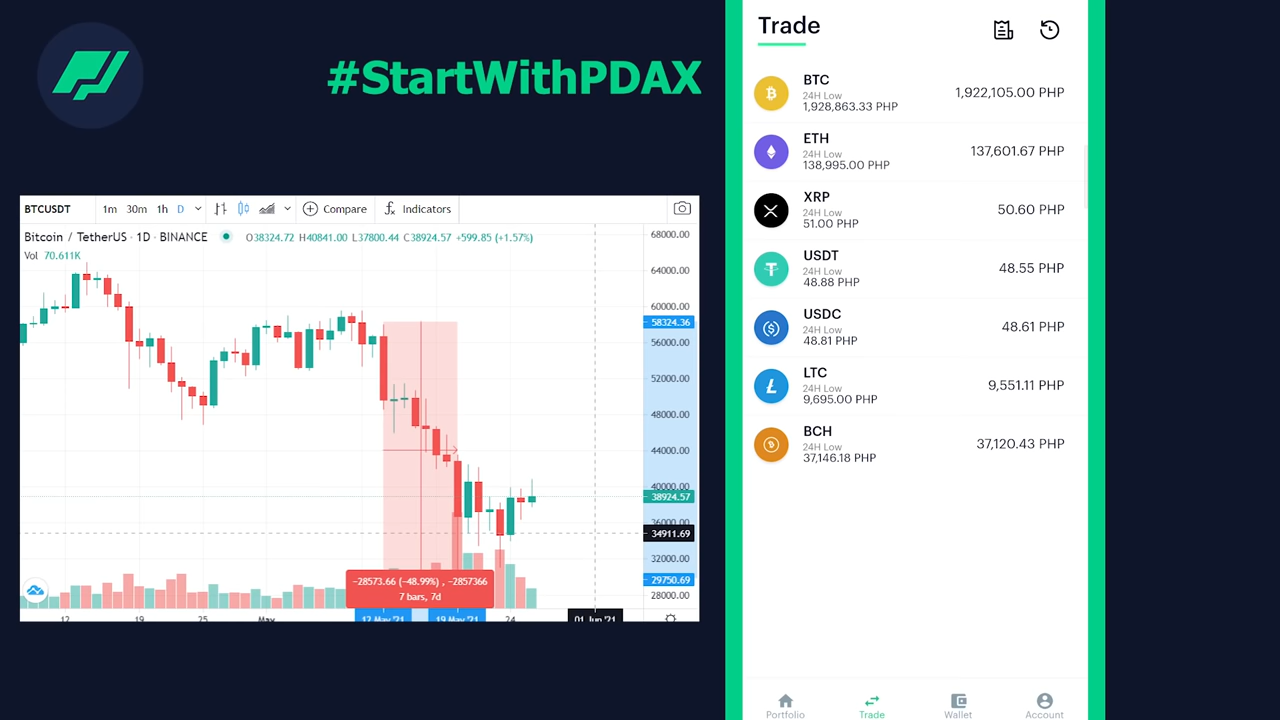 #StartWithPDAX
BTCUSDT 1m 30m 1h D Compare Indicators
Bitcoin / TetherUS · 1D · BINANCE O38324.72 H40841.00 L37800.44 C38924.57 +599.85 (+1.57%)
Vol 70.611K
68000.00
64000.00
60000.00
58324.36
56000.00
52000.00
48000.00
44000.00
40000.00
38924.57
36000.00
34911.69
32000.00
29750.69
28000.00
−28573.66 (−48.99%) , −2857366
7 bars, 7d
12 19 25 May 12 May '21 19 May '21 24 01 Jun '21
Trade
BTC
24H Low
1,928,863.33 PHP
1,922,105.00 PHP
ETH
24H Low
138,995.00 PHP
137,601.67 PHP
XRP
24H Low
51.00 PHP
50.60 PHP
USDT
24H Low
48.88 PHP
48.55 PHP
USDC
24H Low
48.81 PHP
48.61 PHP
LTC
24H Low
9,695.00 PHP
9,551.11 PHP
BCH
24H Low
37,146.18 PHP
37,120.43 PHP
Portfolio Trade Wallet Account